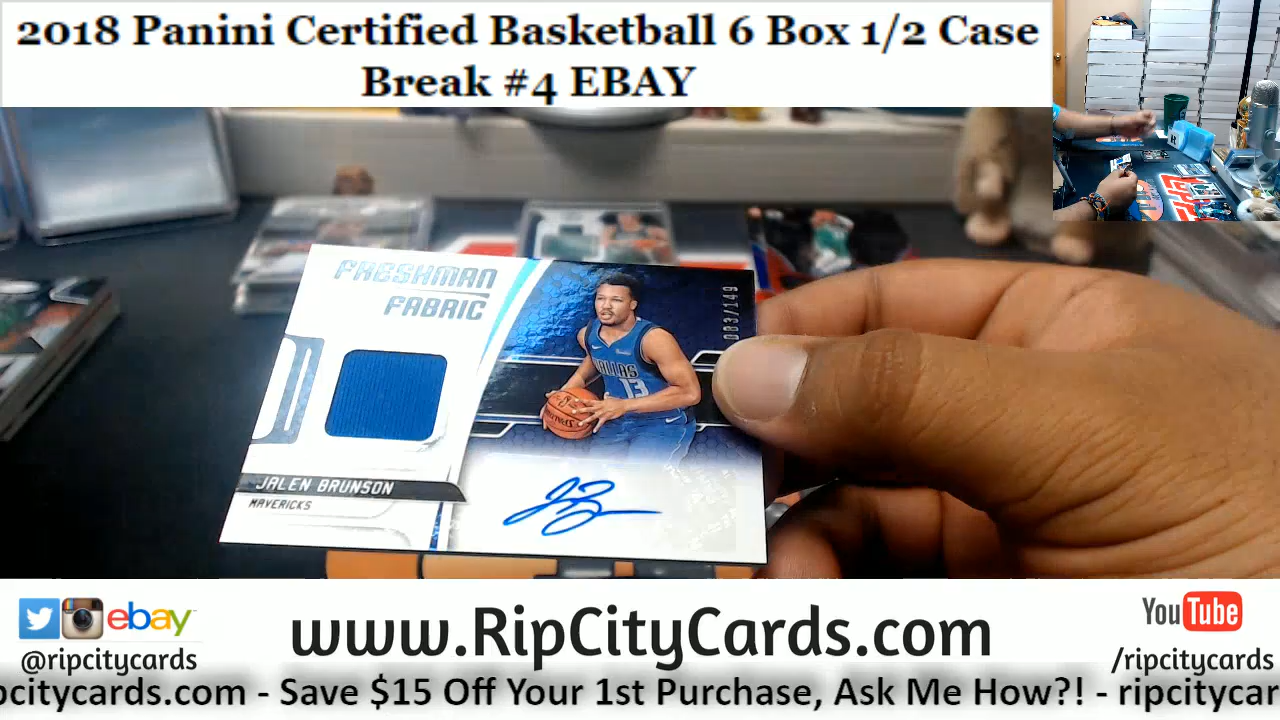 2018 Panini Certified Basketball 6 Box 1/2 Case
Break #4 EBAY
FRESHMAN
FABRIC
083/149
DALLAS
13
JALEN BRUNSON
MAVERICKS
ebay
@ripcitycards
www.RipCityCards.com
YouTube
/ripcitycards
pcitycards.com - Save $15 Off Your 1st Purchase, Ask Me How?! - ripcitycar